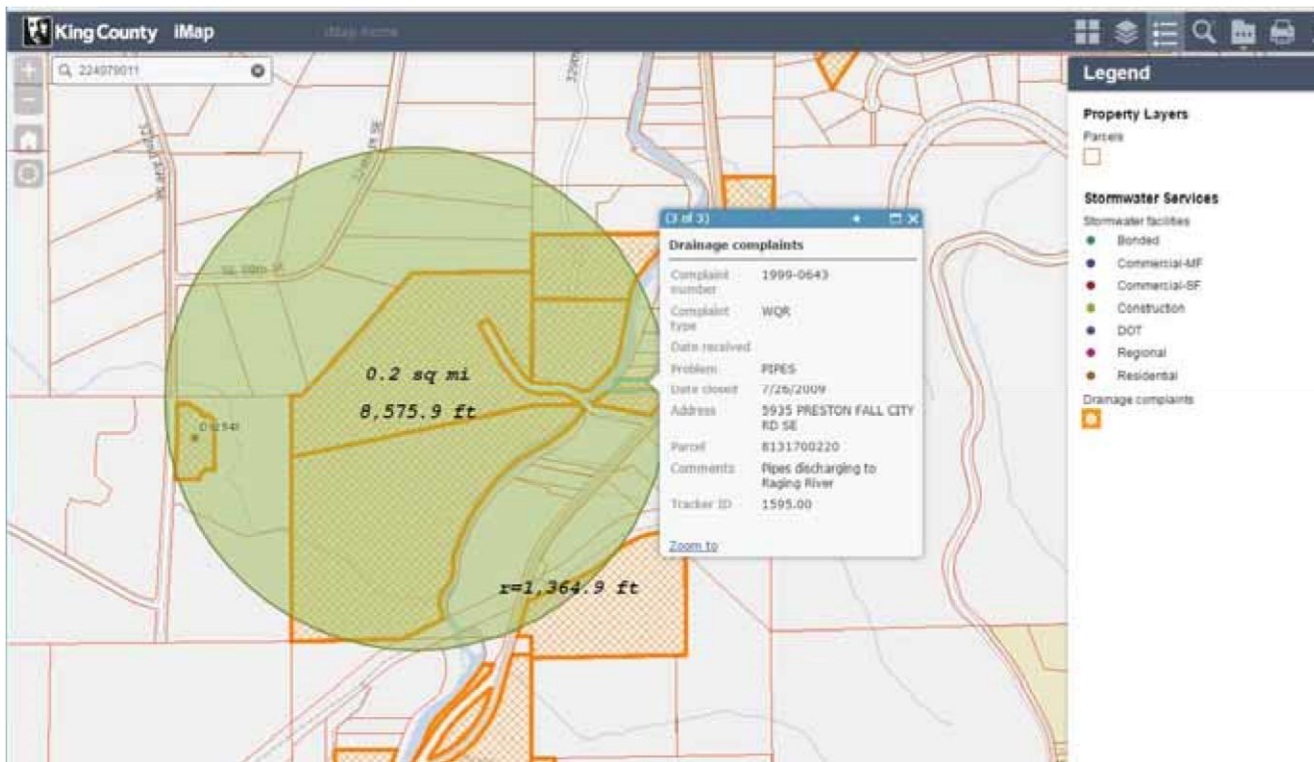 King County iMap
iMap Home
224079011
Legend
Property Layers
Parcels
Stormwater Services
Stormwater facilities
Bonded
Commercial-MF
Commercial-SF
Construction
DOT
Regional
Residential
Drainage complaints
0.2 sq mi
8,575.9 ft
r=1,364.9 ft
(3 of 3)
Drainage complaints
Complaint number 1999-0643
Complaint type WQR
Date received
Problem PIPES
Date closed 7/26/2009
Address 5935 PRESTON FALL CITY
RD SE
Parcel 8131700220
Comments Pipes discharging to
Raging River
Tracker ID 1595.00
Zoom to